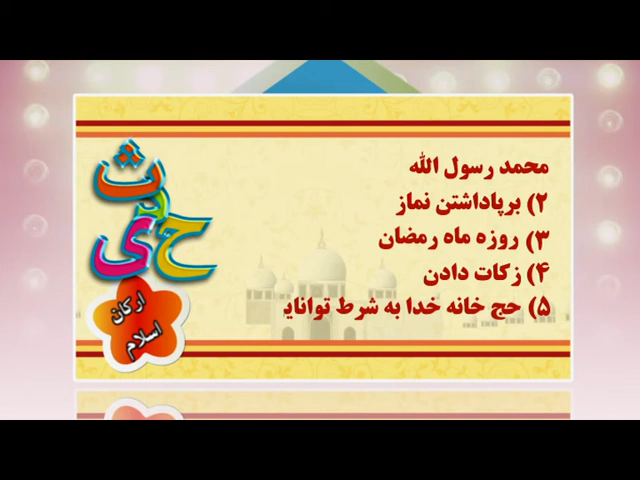 محمد رسول الله
۲) برپاداشتن نماز
۳) روزه ماه رمضان
۴) زکات دادن
۵) حج خانه خدا به شرط توانای
حدیث
ارکان
اسلام